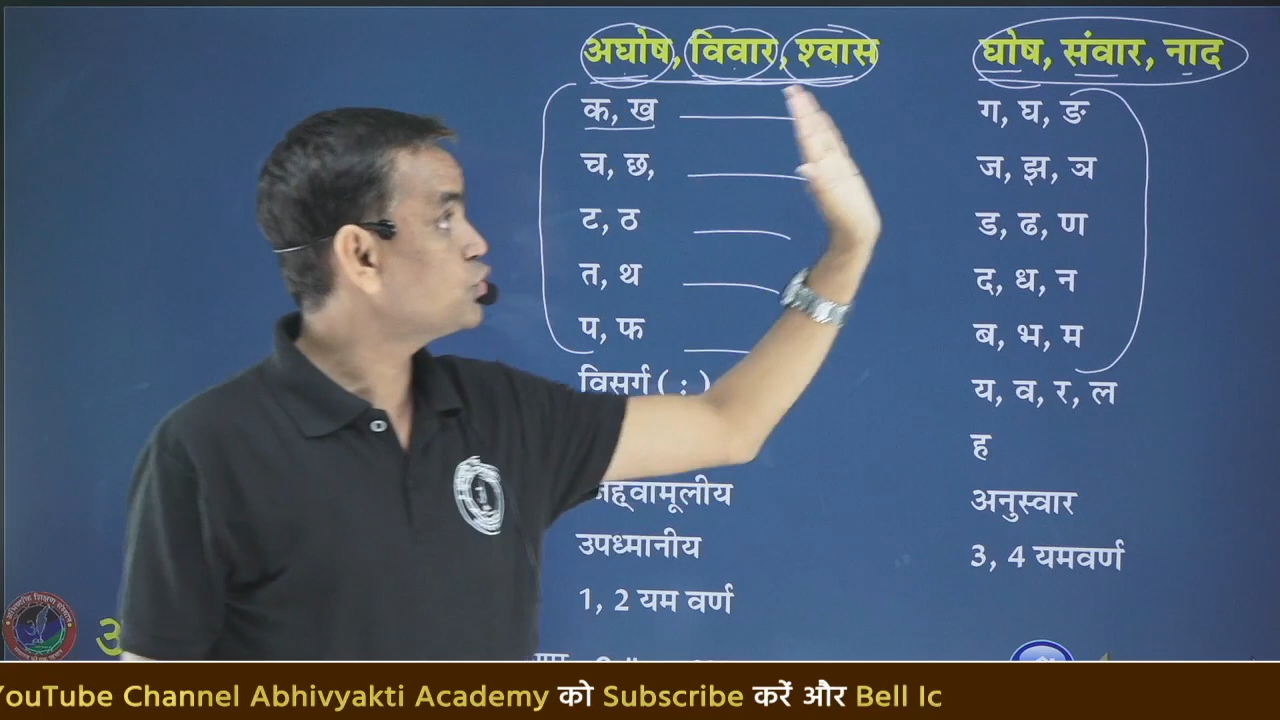 अघोष, विवार, श्वास
क, ख
च, छ,
ट, ठ
त, थ
प, फ
विसर्ग ( : )
उपध्मानीय
1, 2 यम वर्ण
घोष, संवार, नाद
ग, घ, ङ
ज, झ, ञ
ड, ढ, ण
द, ध, न
ब, भ, म
य, व, र, ल
ह
अनुस्वार
3, 4 यमवर्ण
YouTube Channel Abhivyakti Academy को Subscribe करें और Bell Ic